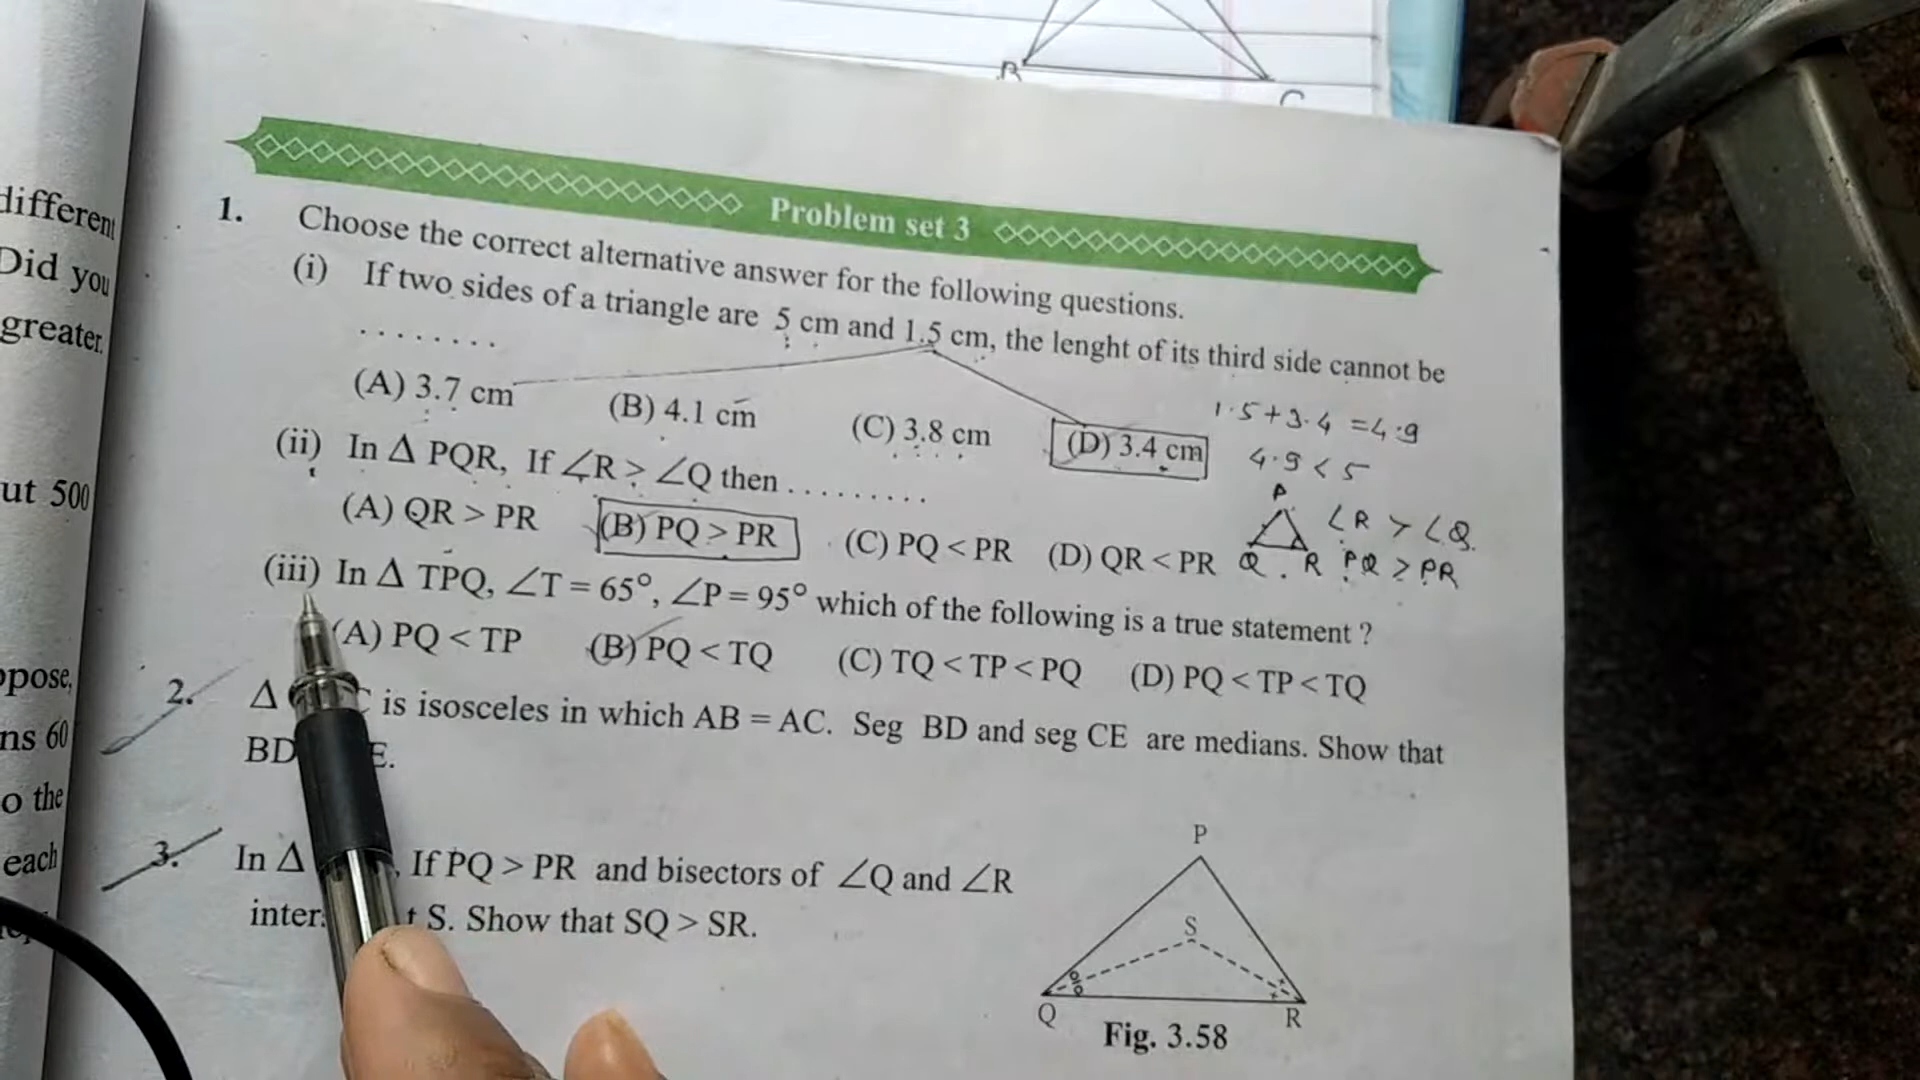 B
C
different
Did you
greater.
ut 500
ppose,
ns 60
o the
each
Problem set 3
1. Choose the correct alternative answer for the following questions.
(i) If two sides of a triangle are 5 cm and 1.5 cm, the lenght of its third side cannot be
. . . . . . .
(A) 3.7 cm (B) 4.1 cm (C) 3.8 cm (D) 3.4 cm
1.5+3.4 =4.9
4.9 < 5
(ii) In Δ PQR, If ∠R > ∠Q then . . . . . . . . .
(A) QR > PR (B) PQ > PR (C) PQ < PR (D) QR < PR
P
∠R > ∠Q.
Q R PQ > PR
(iii) In Δ TPQ, ∠T = 65°, ∠P = 95° which of the following is a true statement ?
(A) PQ < TP (B) PQ < TQ (C) TQ < TP < PQ (D) PQ < TP < TQ
2. Δ C is isosceles in which AB = AC. Seg BD and seg CE are medians. Show that
BD E.
3. In Δ , If PQ > PR and bisectors of ∠Q and ∠R
inter t S. Show that SQ > SR.
P
S
Q
R
Fig. 3.58